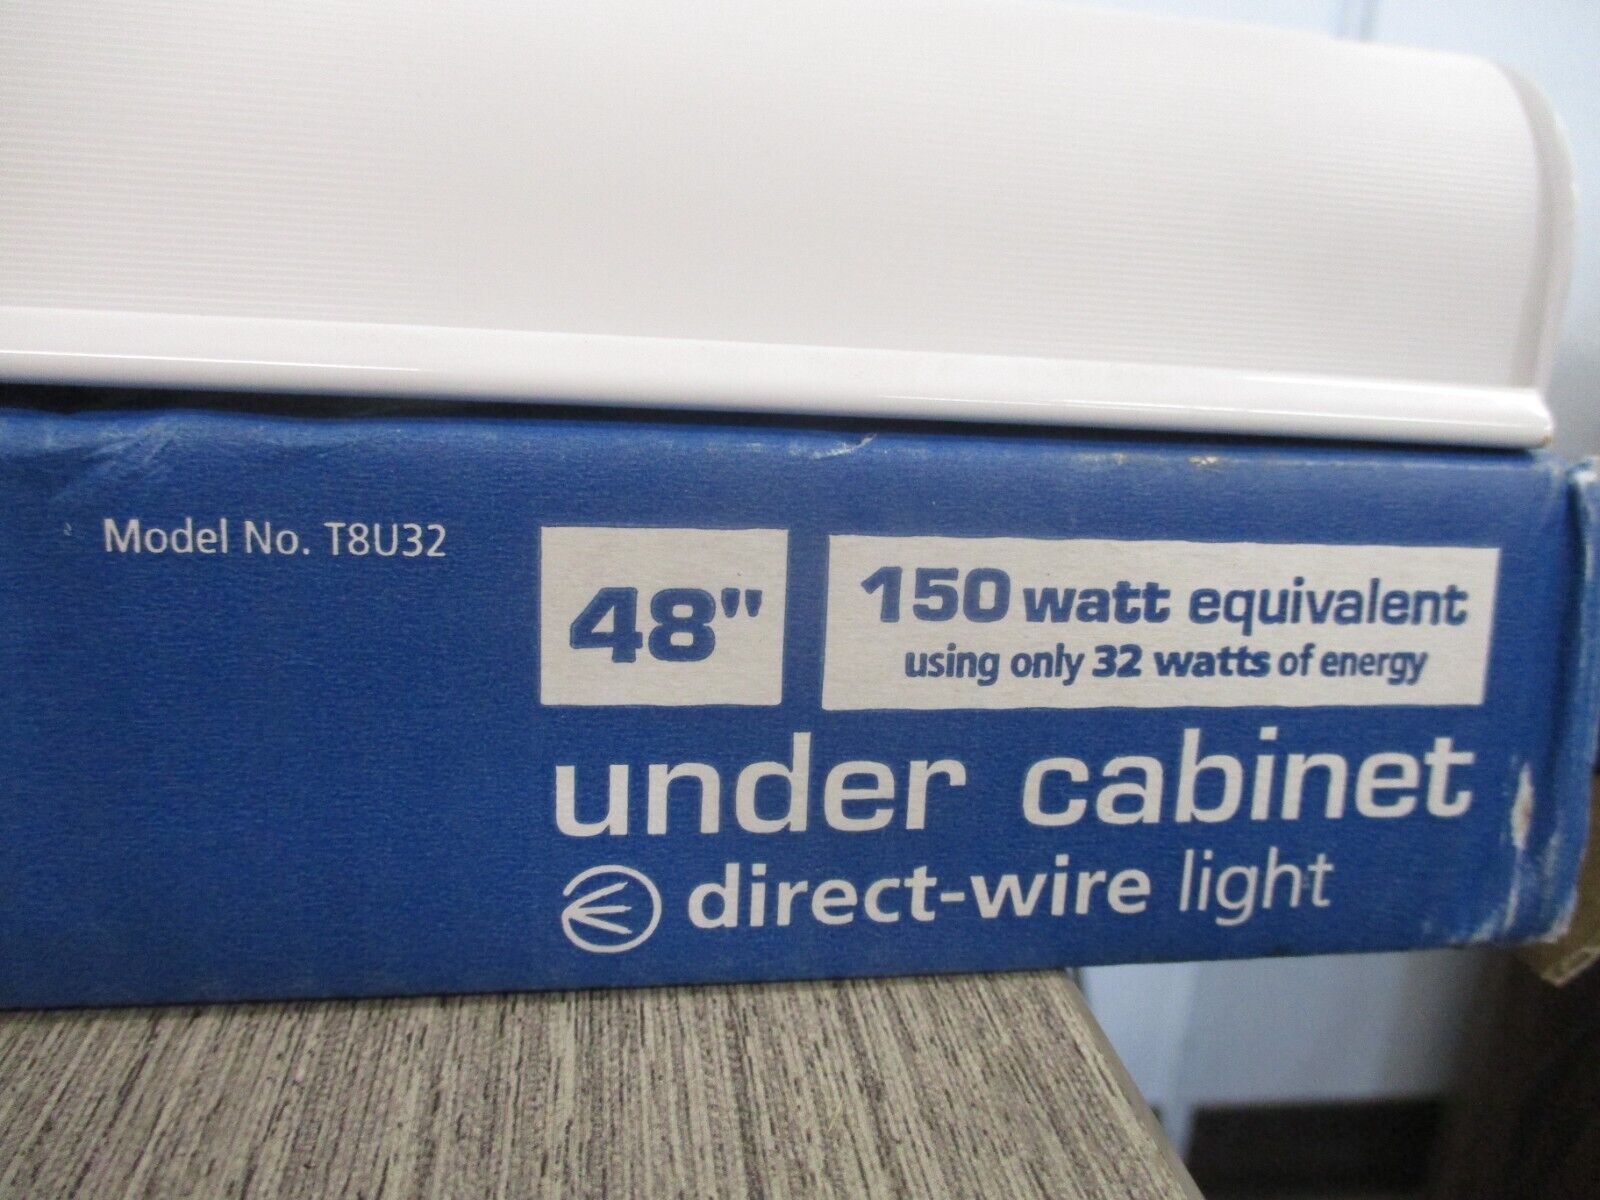 Model No. T8U32
48"
150 watt equivalent
using only 32 watts of energy
under cabinet
direct-wire light